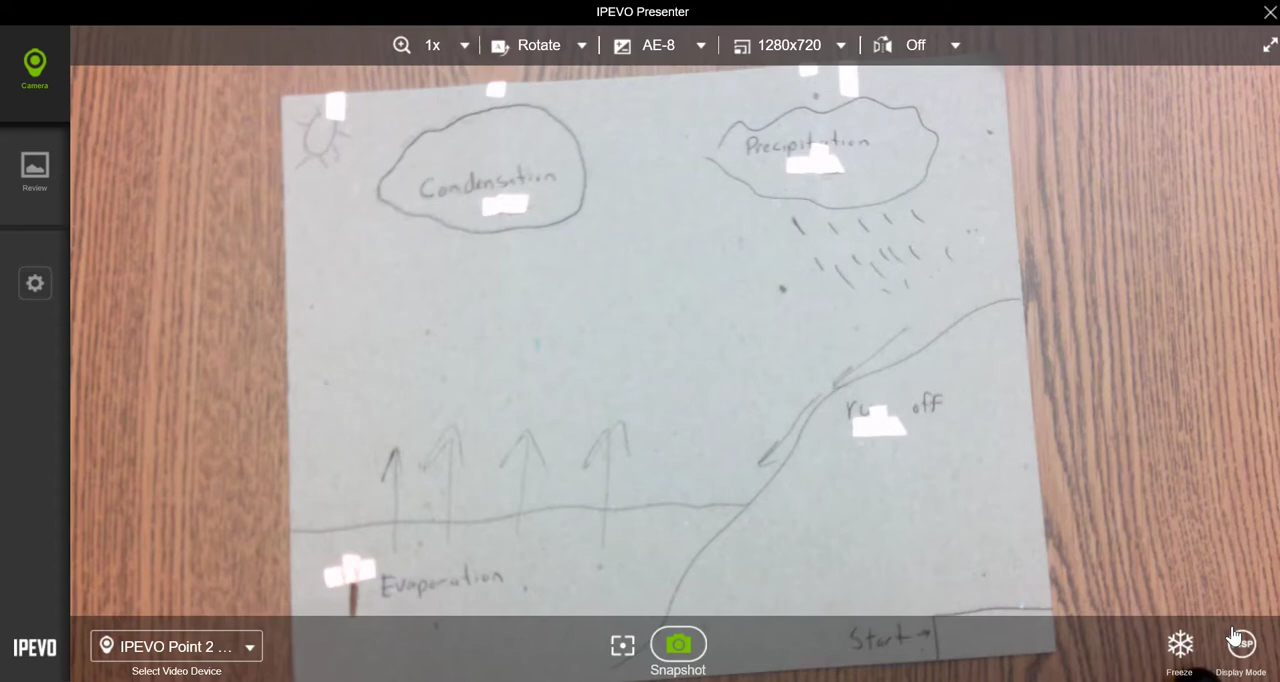 IPEVO Presenter
1x Rotate AE-8 1280x720 Off
Camera
Review
Condensation
Precipitation
off
Evaporation
Start
IPEVO
IPEVO Point 2 ...
Select Video Device
Snapshot
Freeze
Display Mode